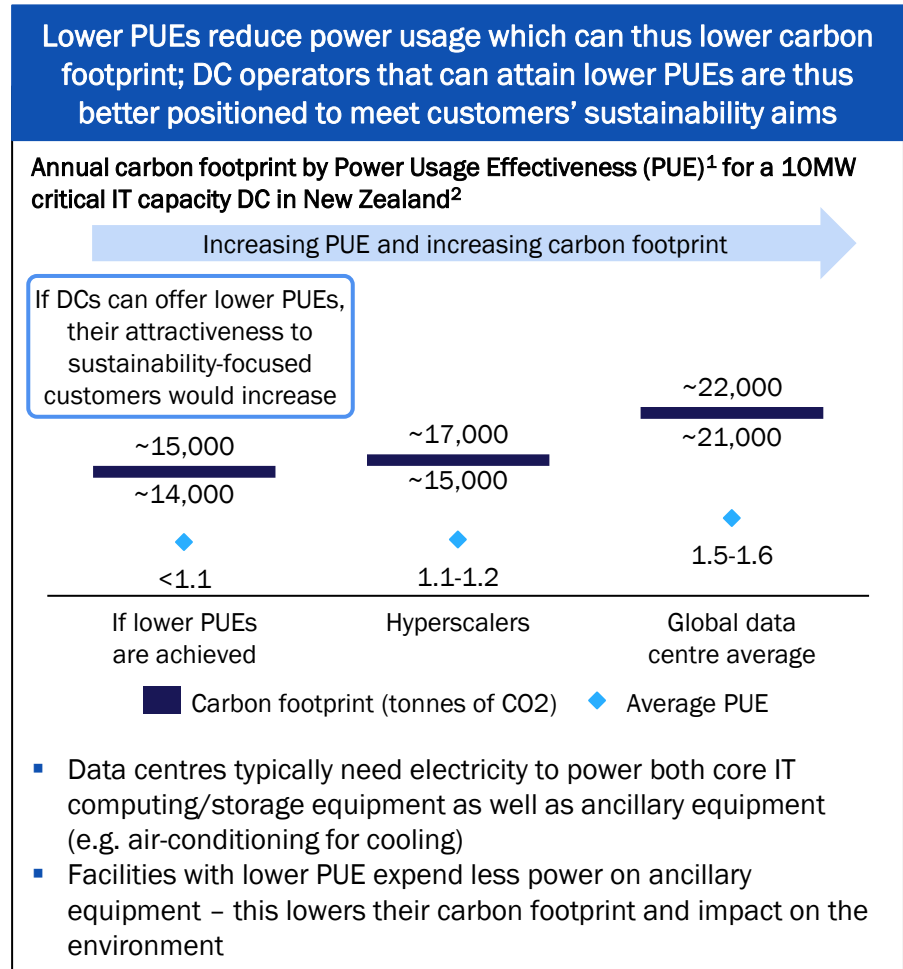 Lower PUEs reduce power usage which can thus lower carbon
footprint; DC operators that can attain lower PUEs are thus
better positioned to meet customers' sustainability aims
Annual carbon footprint by Power Usage Effectiveness (PUE)¹ for a 10MW
critical IT capacity DC in New Zealand²
Increasing PUE and increasing carbon footprint
If DCs can offer lower PUEs,
their attractiveness to
sustainability-focused
customers would increase
~15,000
~14,000
<1.1
~17,000
~15,000
1.1-1.2
~22,000
~21,000
1.5-1.6
If lower PUEs
are achieved
Hyperscalers
Global data
centre average
Carbon footprint (tonnes of CO2)
Average PUE
▪ Data centres typically need electricity to power both core IT
computing/storage equipment as well as ancillary equipment
(e.g. air-conditioning for cooling)
▪ Facilities with lower PUE expend less power on ancillary
equipment – this lowers their carbon footprint and impact on the
environment